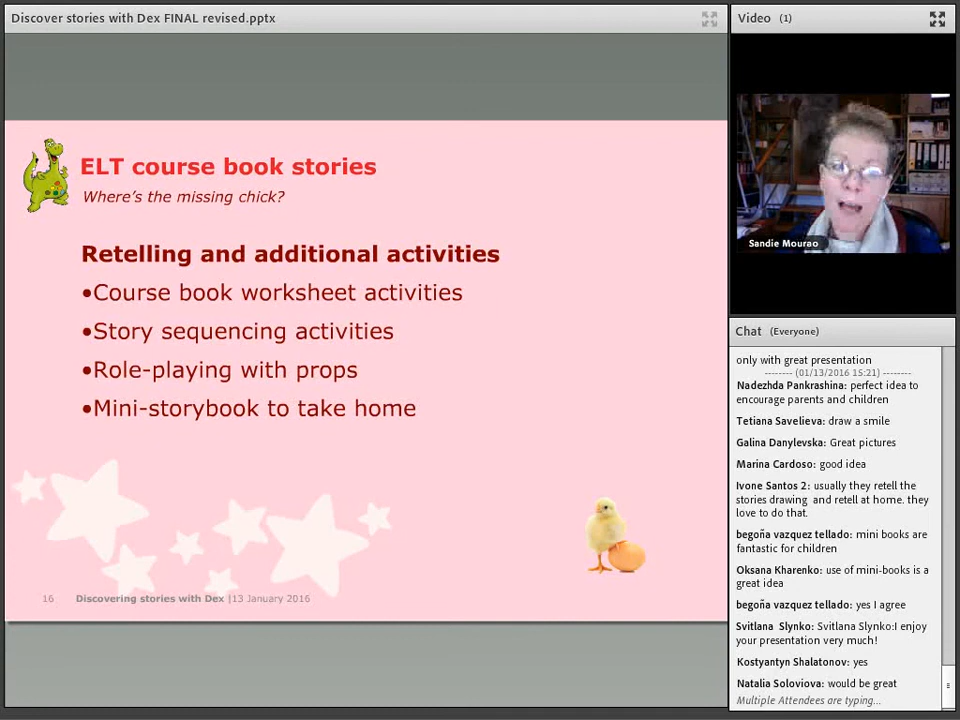 Discover stories with Dex FINAL revised.pptx
ELT course book stories
Where's the missing chick?
Retelling and additional activities
•Course book worksheet activities
•Story sequencing activities
•Role-playing with props
•Mini-storybook to take home
16 Discovering stories with Dex |13 January 2016
Video (1)
Sandie Mourao
Chat (Everyone)
only with great presentation
-------- (01/13/2016 15:21) --------
Nadezhda Pankrashina: perfect idea to
encourage parents and children
Tetiana Savelieva: draw a smile
Galina Danylevska: Great pictures
Marina Cardoso: good idea
Ivone Santos 2: usually they retell the
stories drawing and retell at home. they
love to do that.
begoña vazquez tellado: mini books are
fantastic for children
Oksana Kharenko: use of mini-books is a
great idea
begoña vazquez tellado: yes I agree
Svitlana Slynko: Svitlana Slynko:I enjoy
your presentation very much!
Kostyantyn Shalatonov: yes
Natalia Soloviova: would be great
Multiple Attendees are typing...